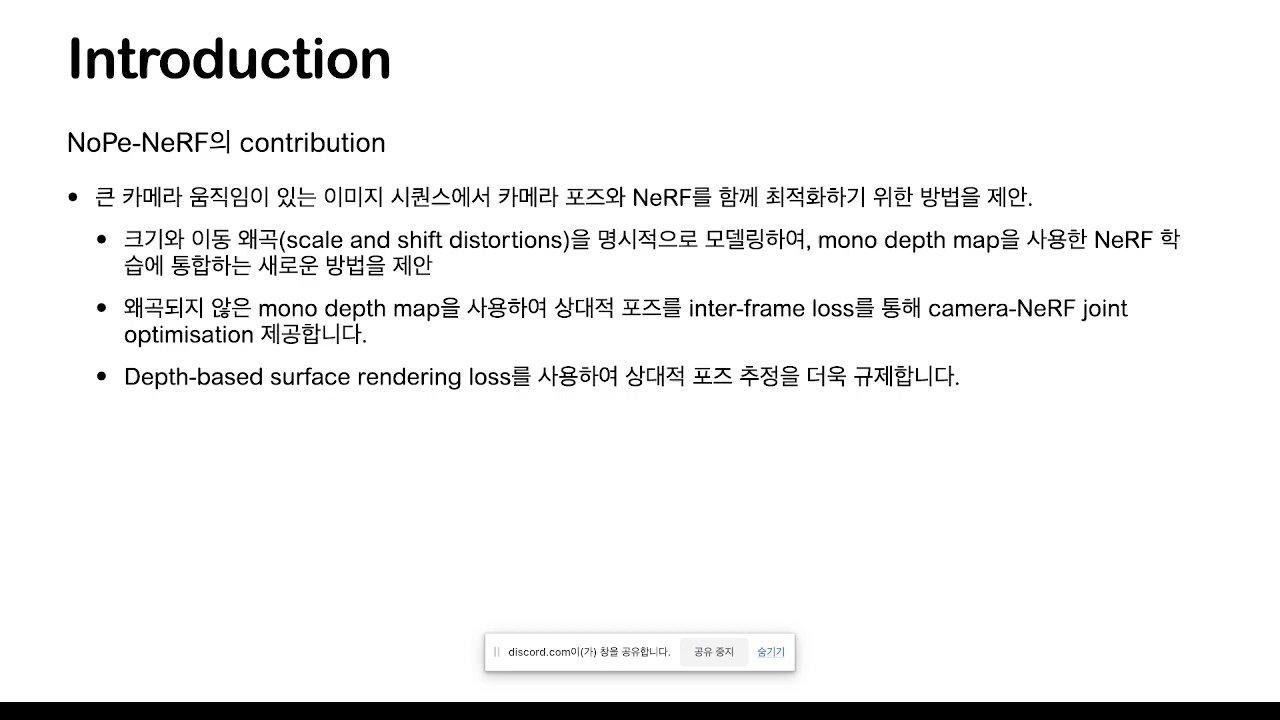 Introduction
NoPe-NeRF의 contribution
• 큰 카메라 움직임이 있는 이미지 시퀀스에서 카메라 포즈와 NeRF를 함께 최적화하기 위한 방법을 제안.
• 크기와 이동 왜곡(scale and shift distortions)을 명시적으로 모델링하여, mono depth map을 사용한 NeRF 학
습에 통합하는 새로운 방법을 제안
• 왜곡되지 않은 mono depth map을 사용하여 상대적 포즈를 inter-frame loss를 통해 camera-NeRF joint
optimisation 제공합니다.
• Depth-based surface rendering loss를 사용하여 상대적 포즈 추정을 더욱 규제합니다.
discord.com이(가) 창을 공유합니다. 공유 중지 숨기기